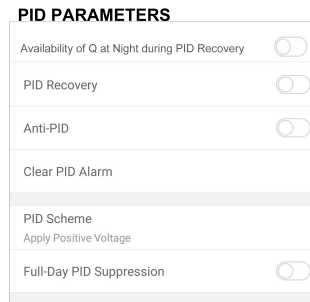 PID PARAMETERS
Availability of Q at Night during PID Recovery
PID Recovery
Anti-PID
Clear PID Alarm
PID Scheme
Apply Positive Voltage
Full-Day PID Suppression